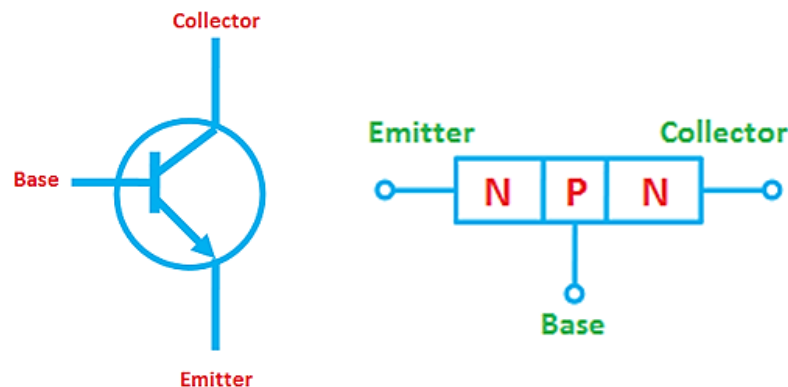 Collector
Base
Emitter
Emitter
Collector
N P N
Base